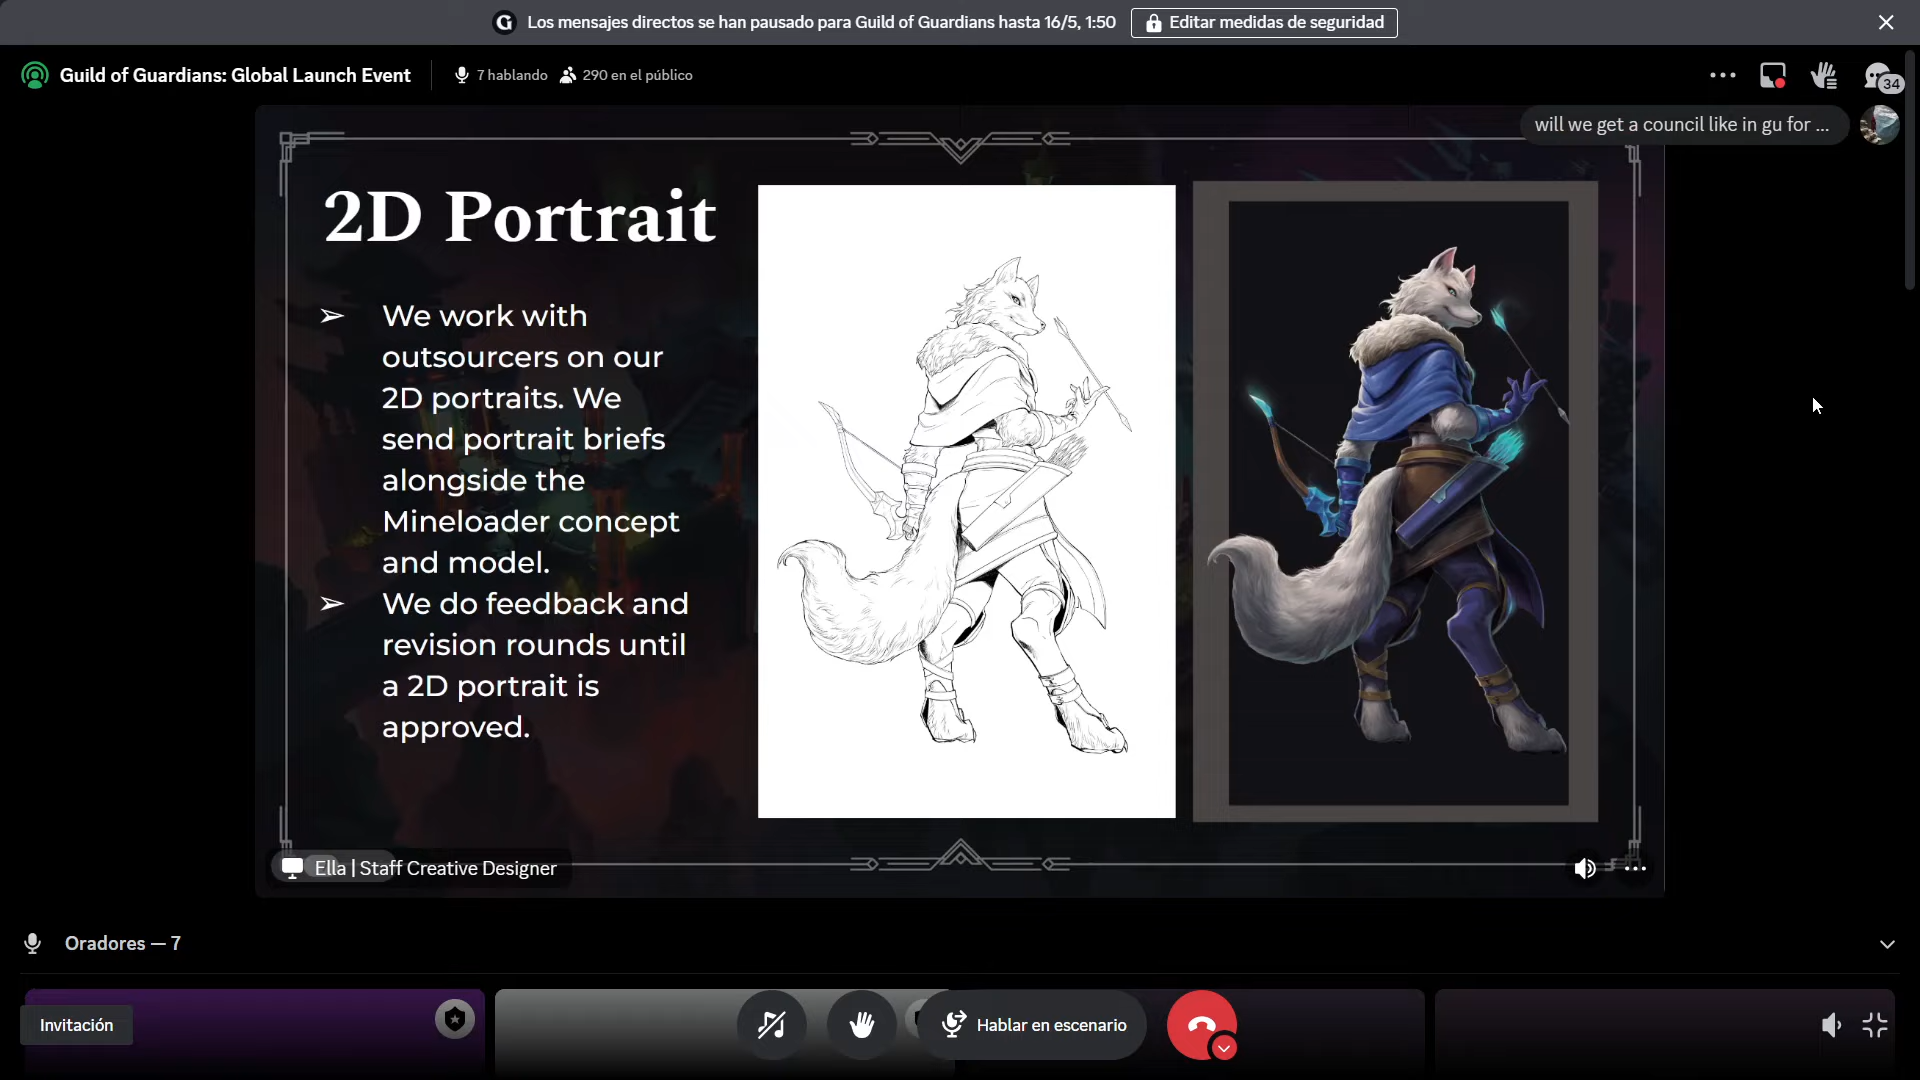 Los mensajes directos se han pausado para Guild of Guardians hasta 16/5, 1:50
Editar medidas de seguridad
Guild of Guardians: Global Launch Event
7 hablando
290 en el público
34
will we get a council like in gu for ...
2D Portrait
➢ We work with
outsourcers on our
2D portraits. We
send portrait briefs
alongside the
Mineloader concept
and model.
➢ We do feedback and
revision rounds until
a 2D portrait is
approved.
Ella | Staff Creative Designer
Oradores — 7
Invitación
Hablar en escenario